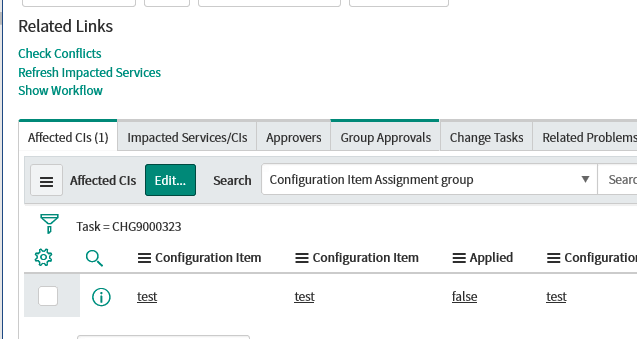 Related Links
Check Conflicts
Refresh Impacted Services
Show Workflow
Affected CIs (1) Impacted Services/CIs Approvers Group Approvals Change Tasks Related Problems
Affected CIs Edit... Search Configuration Item Assignment group Searc
Task = CHG9000323
Configuration Item Configuration Item Applied Configuration
test test false test